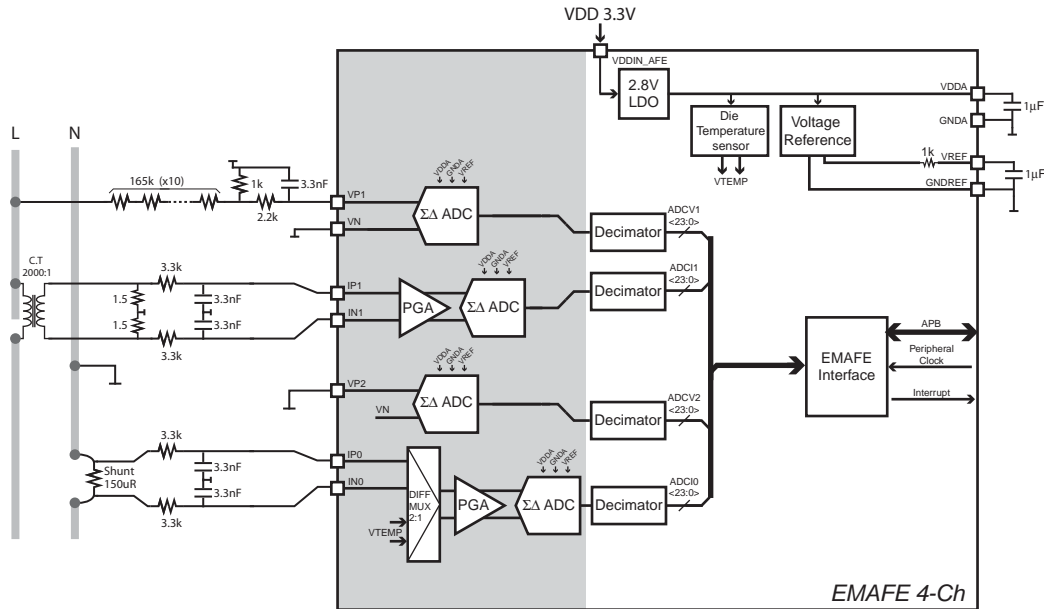 VDD 3.3V
VDDIN_AFE
2.8V
LDO
VDDA
1µF
GNDA
Die
Temperature
sensor
Voltage
Reference
1k
VREF
VTEMP
GNDREF
1µF
L
N
165k (x10)
1k
3.3nF
2.2k
VP1
VN
VDDA
GNDA
VREF
ΣΔ ADC
Decimator
ADCV1
<23:0>
C.T
2000:1
3.3k
1.5
1.5
3.3nF
3.3nF
3.3k
IP1
IN1
PGA
VDDA
GNDA
VREF
ΣΔ ADC
Decimator
ADCI1
<23:0>
EMAFE
Interface
APB
Peripheral
Clock
Interrupt
VP2
VN
VDDA
GNDA
VREF
ΣΔ ADC
Decimator
ADCV2
<23:0>
Shunt
150uR
3.3k
3.3nF
3.3nF
3.3k
IP0
IN0
DIFF
MUX
2:1
VTEMP
PGA
VDDA
GNDA
VREF
ΣΔ ADC
Decimator
ADCI0
<23:0>
EMAFE 4-Ch